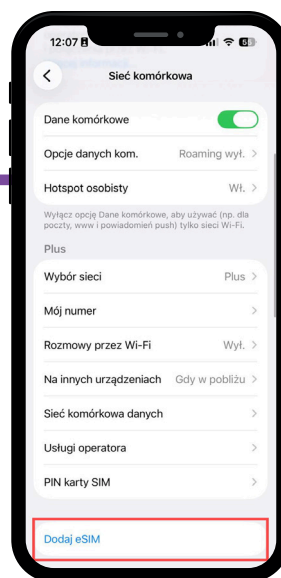 12:07
Sieć komórkowa
Dane komórkowe
Opcje danych kom. Roaming wył.
Hotspot osobisty Wł.
Wyłącz opcję Dane komórkowe, aby używać (np. dla
poczty, www i powiadomień push) tylko sieci Wi-Fi.
Plus
Wybór sieci Plus
Mój numer
Rozmowy przez Wi-Fi Wył.
Na innych urządzeniach Gdy w pobliżu
Sieć komórkowa danych
Usługi operatora
PIN karty SIM
Dodaj eSIM